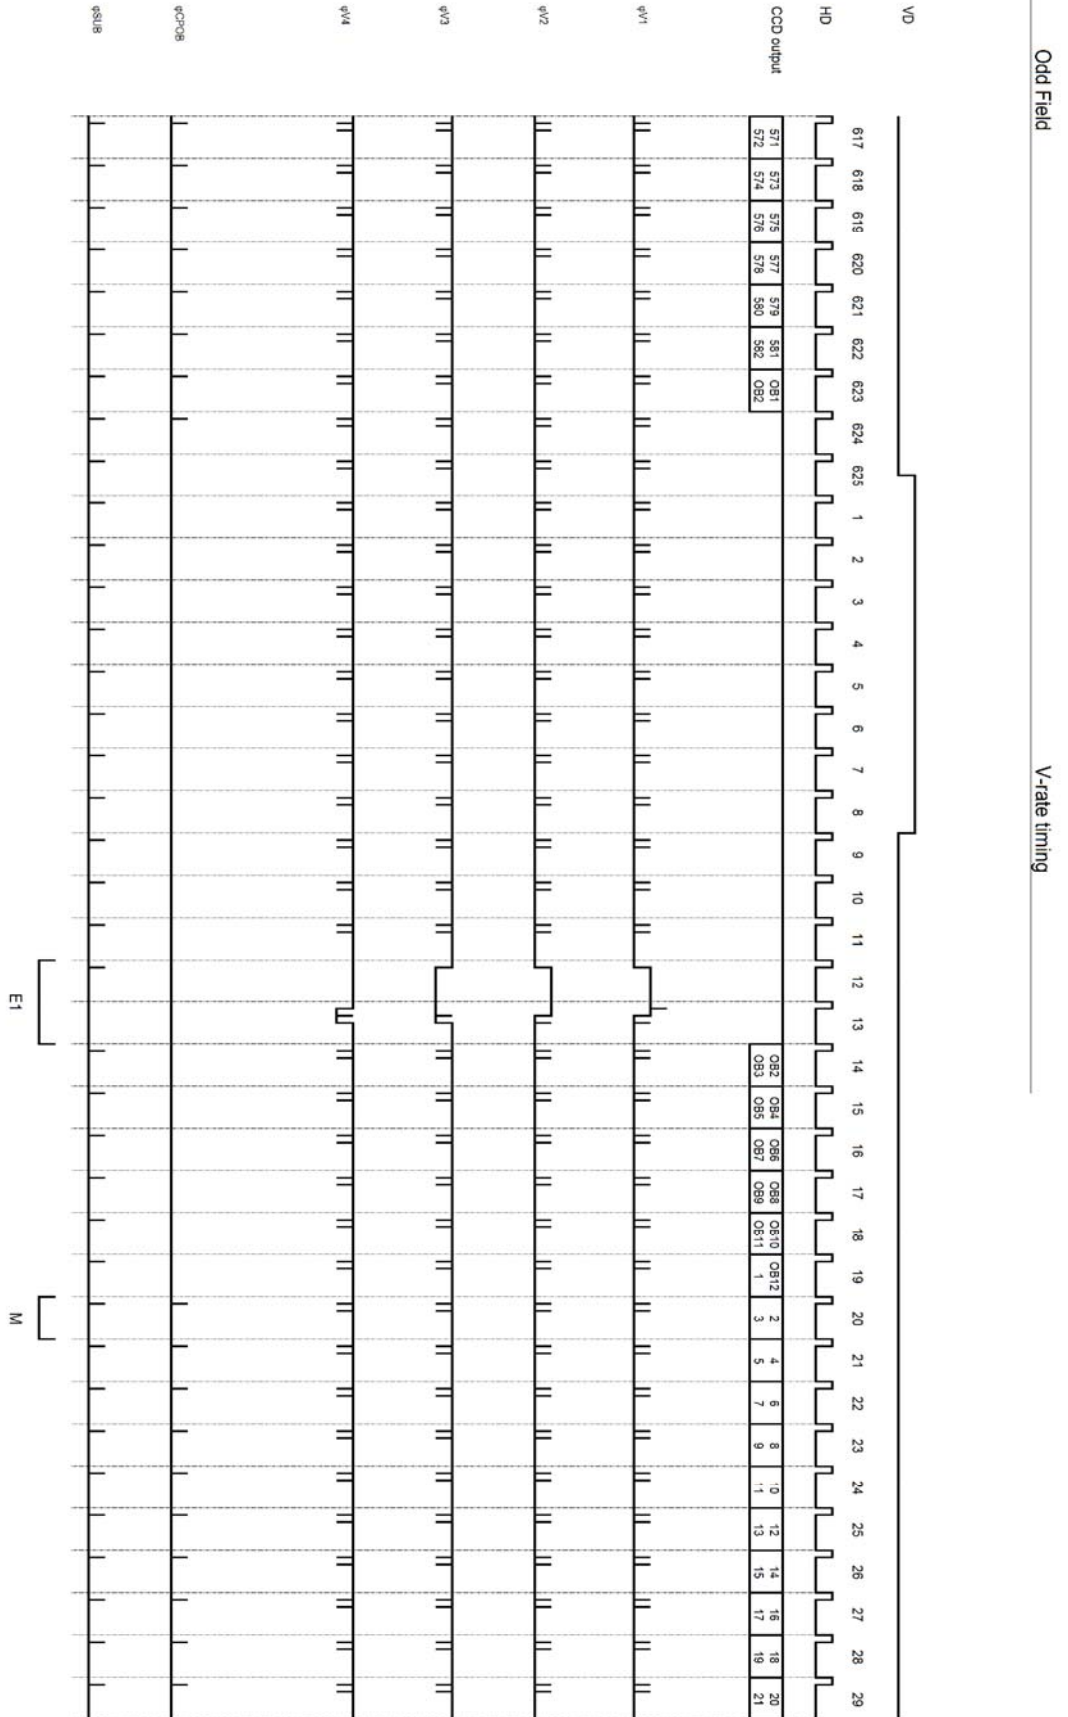 Odd Field
V-rate timing
VD
617 618 619 620 621 622 623 624 625 1 2 3 4 5 6 7 8 9 10 11 12 13 14 15 16 17 18 19 20 21 22 23 24 25 26 27 28 29
HD
CCD output
571 573 575 577 579 581 OB1 OB2 OB4 OB6 OB8 OB10 OB12 2 4 6 8 10 12 14 16 18 20
572 574 576 578 580 582 OB2 OB3 OB5 OB7 OB9 OB11 1 3 5 7 9 11 13 15 17 19 21
φV1
φV2
φV3
φV4
φCPOB
φSUB
E1 M